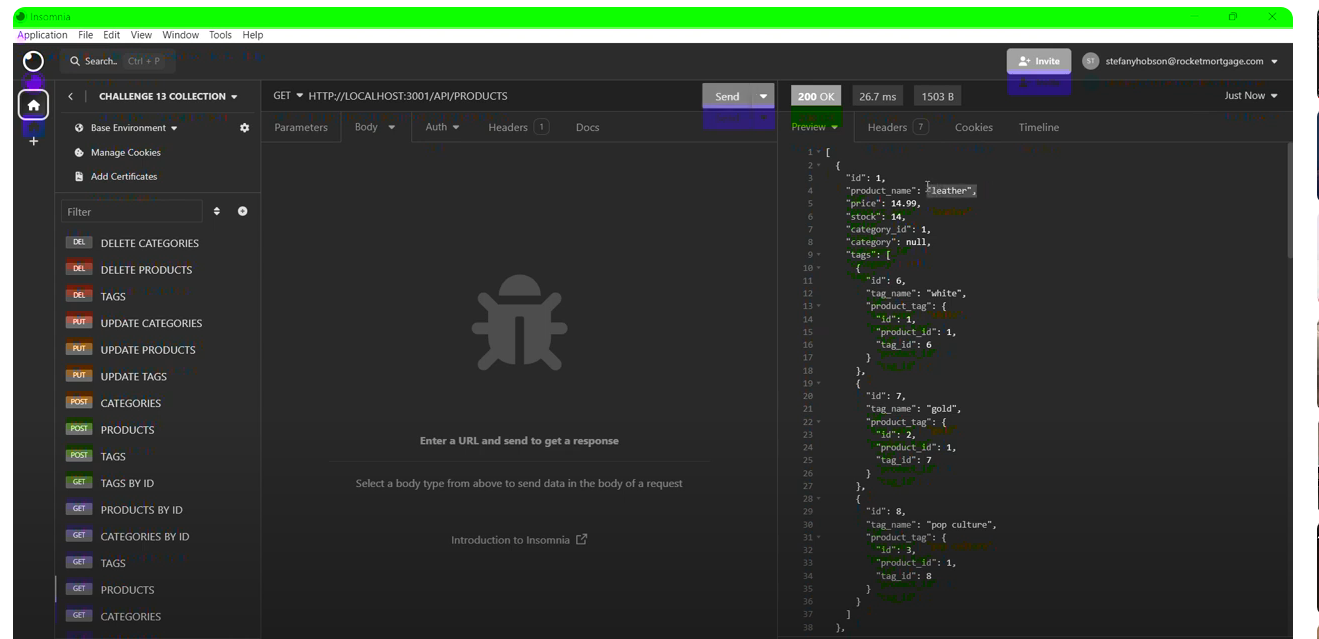 Insomnia
Application File Edit View Window Tools Help
Search.. Ctrl + P
Invite
ST stefanyhobson@rocketmortgage.com
CHALLENGE 13 COLLECTION
GET HTTP://LOCALHOST:3001/API/PRODUCTS
Send
200 OK 26.7 ms 1503 B
Just Now
Base Environment
Parameters Body Auth Headers 1 Docs
Preview Headers 7 Cookies Timeline
Manage Cookies
Add Certificates
Filter
DEL DELETE CATEGORIES
DEL DELETE PRODUCTS
DEL TAGS
PUT UPDATE CATEGORIES
PUT UPDATE PRODUCTS
PUT UPDATE TAGS
POST CATEGORIES
POST PRODUCTS
POST TAGS
GET TAGS BY ID
GET PRODUCTS BY ID
GET CATEGORIES BY ID
GET TAGS
GET PRODUCTS
GET CATEGORIES
Enter a URL and send to get a response
Select a body type from above to send data in the body of a request
Introduction to Insomnia
1 [
2 {
3 "id": 1,
4 "product_name": "leather",
5 "price": 14.99,
6 "stock": 14,
7 "category_id": 1,
8 "category": null,
9 "tags": [
10 {
11 "id": 6,
12 "tag_name": "white",
13 "product_tag": {
14 "id": 1,
15 "product_id": 1,
16 "tag_id": 6
17 }
18 },
19 {
20 "id": 7,
21 "tag_name": "gold",
22 "product_tag": {
23 "id": 2,
24 "product_id": 1,
25 "tag_id": 7
26 }
27 },
28 {
29 "id": 8,
30 "tag_name": "pop culture",
31 "product_tag": {
32 "id": 3,
33 "product_id": 1,
34 "tag_id": 8
35 }
36 }
37 ]
38 },